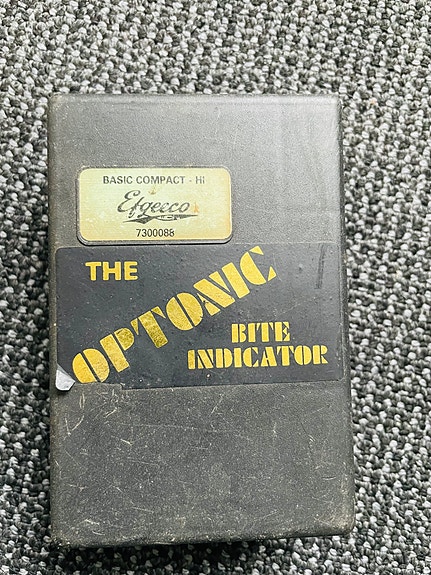 BASIC COMPACT - Hi
Efgeeco
7300088
THE
OPTONIC
BITE
INDICATOR